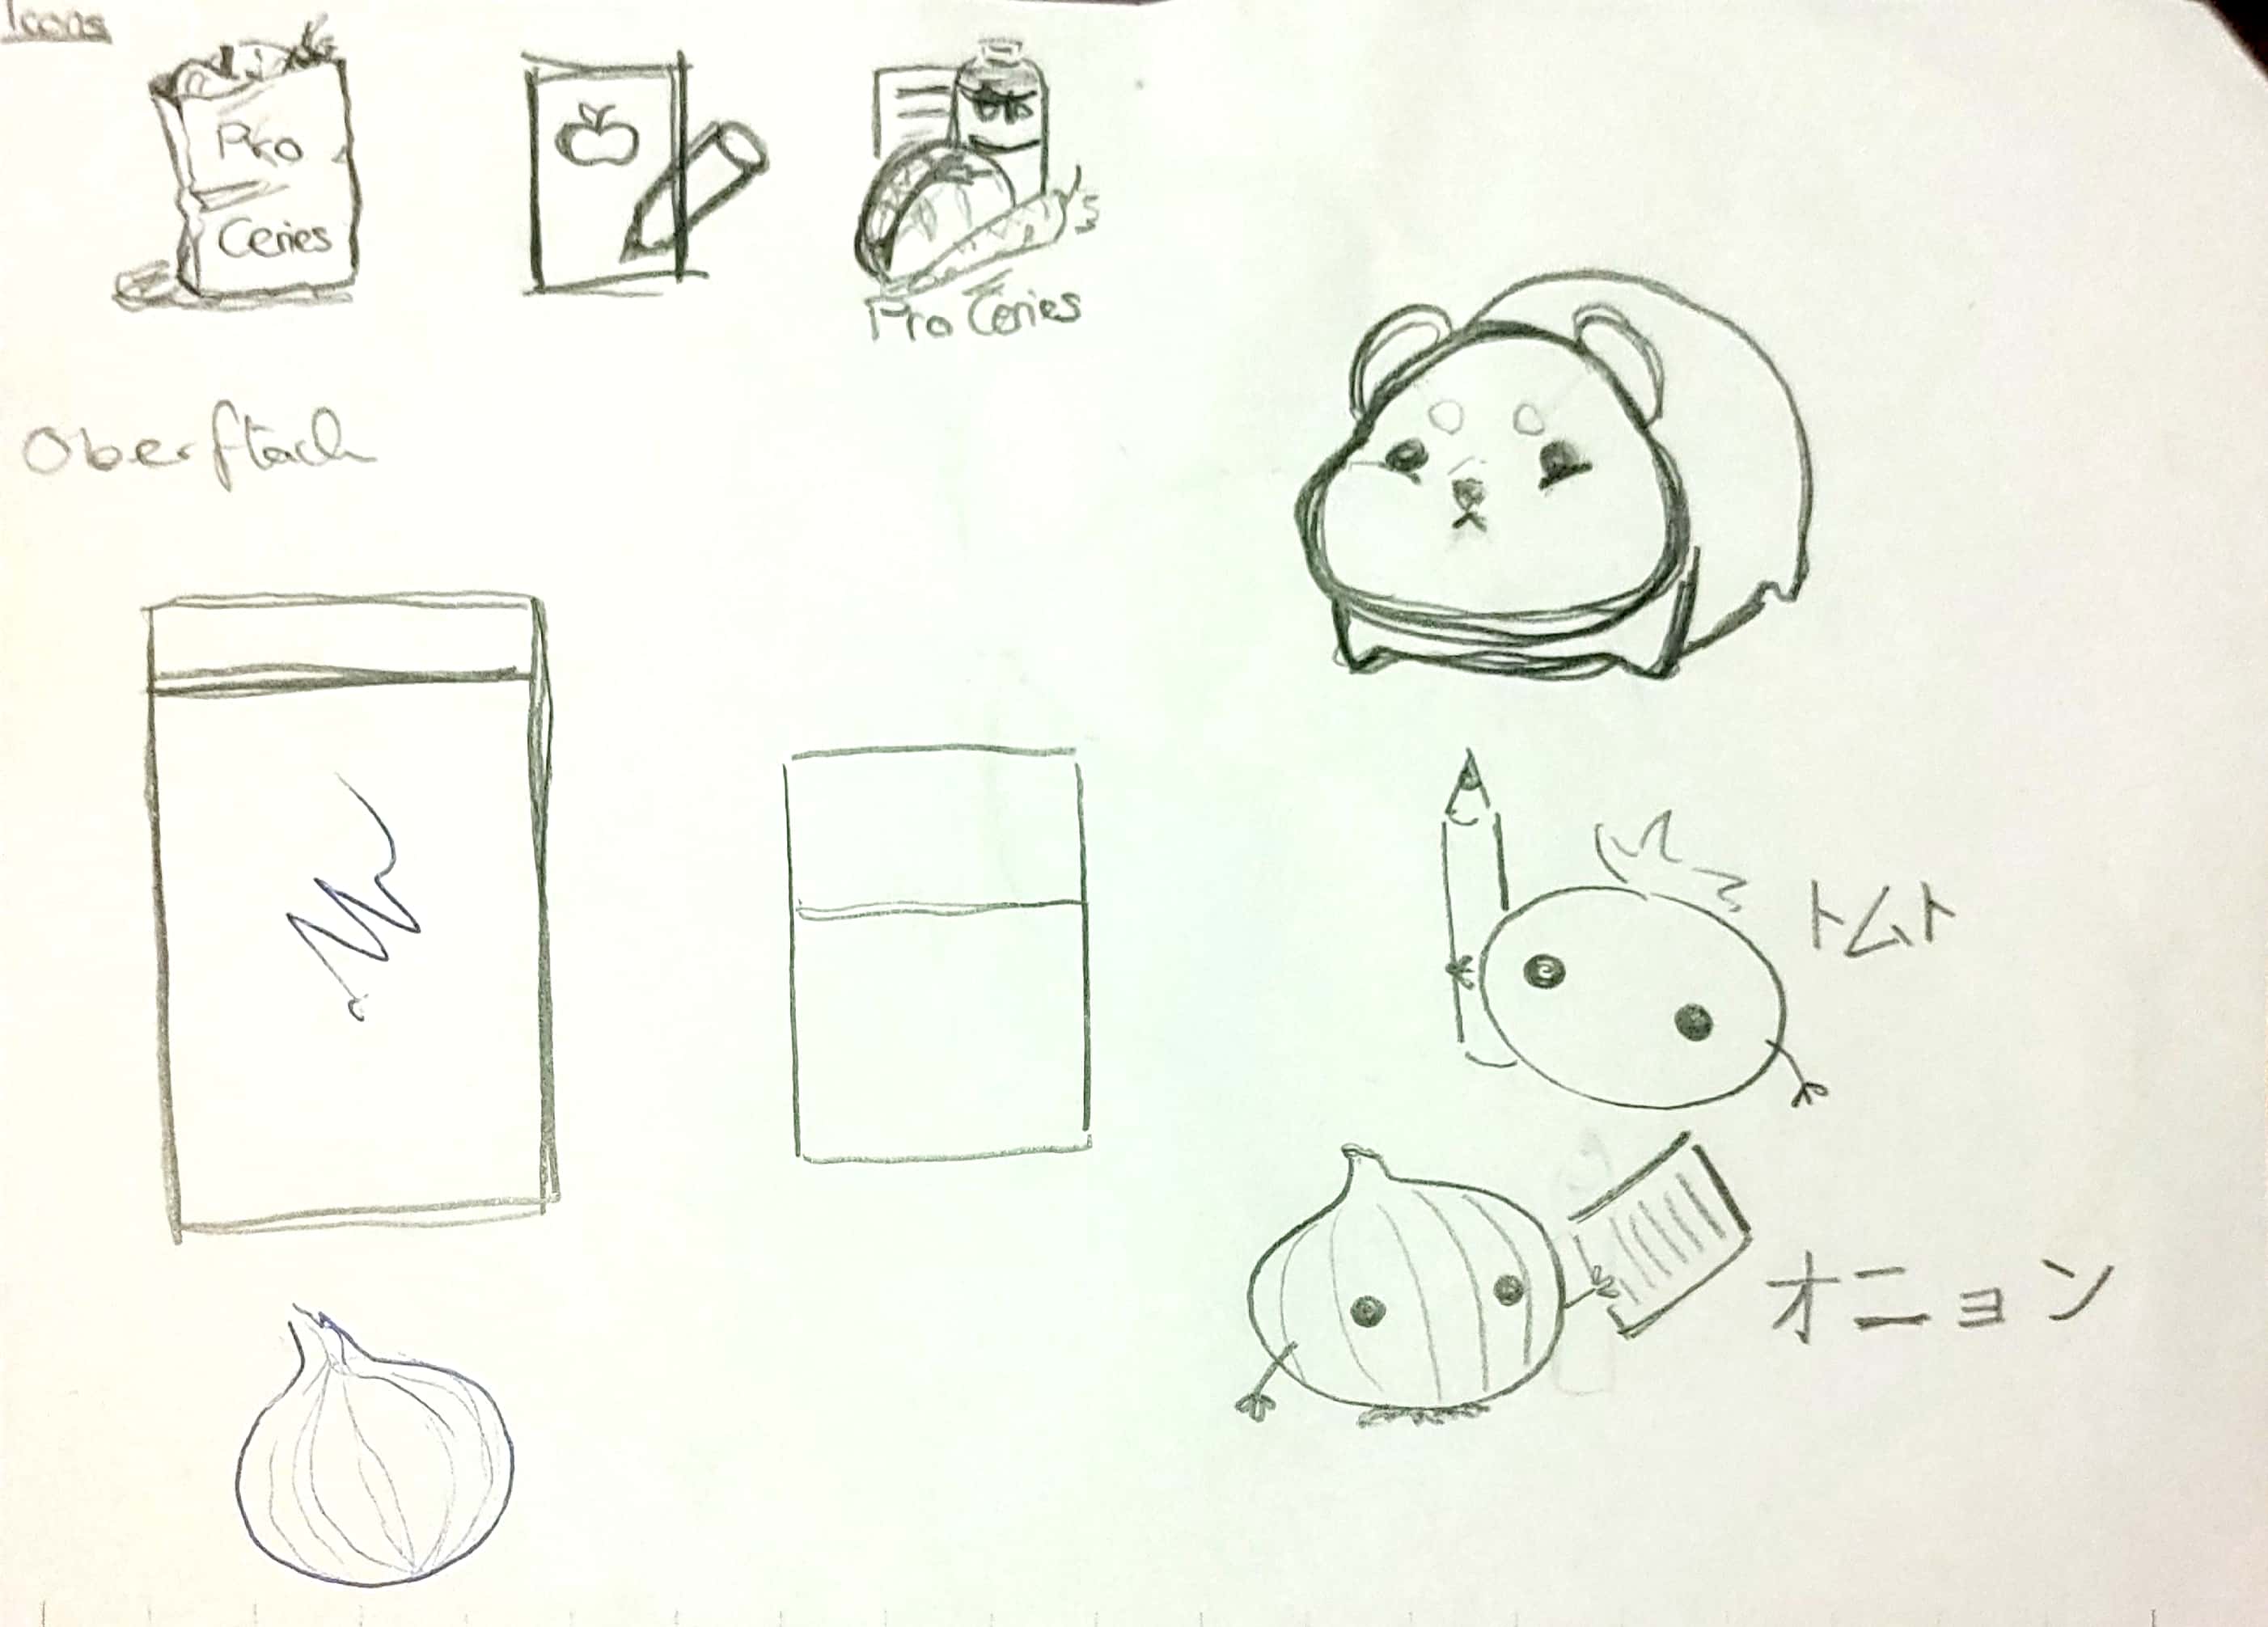 Icons
Pro
Ceries
Pro Ceries
Oberfläch
トムト
オニョン